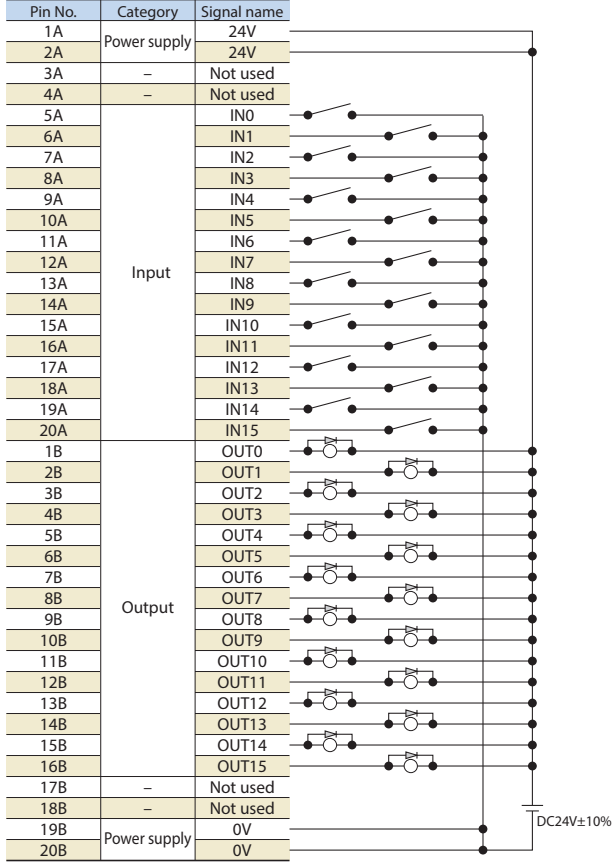 Pin No. Category Signal name
1A Power supply 24V
2A 24V
3A – Not used
4A – Not used
5A Input IN0
6A IN1
7A IN2
8A IN3
9A IN4
10A IN5
11A IN6
12A IN7
13A IN8
14A IN9
15A IN10
16A IN11
17A IN12
18A IN13
19A IN14
20A IN15
1B Output OUT0
2B OUT1
3B OUT2
4B OUT3
5B OUT4
6B OUT5
7B OUT6
8B OUT7
9B OUT8
10B OUT9
11B OUT10
12B OUT11
13B OUT12
14B OUT13
15B OUT14
16B OUT15
17B – Not used
18B – Not used
DC24V±10%
19B Power supply 0V
20B 0V